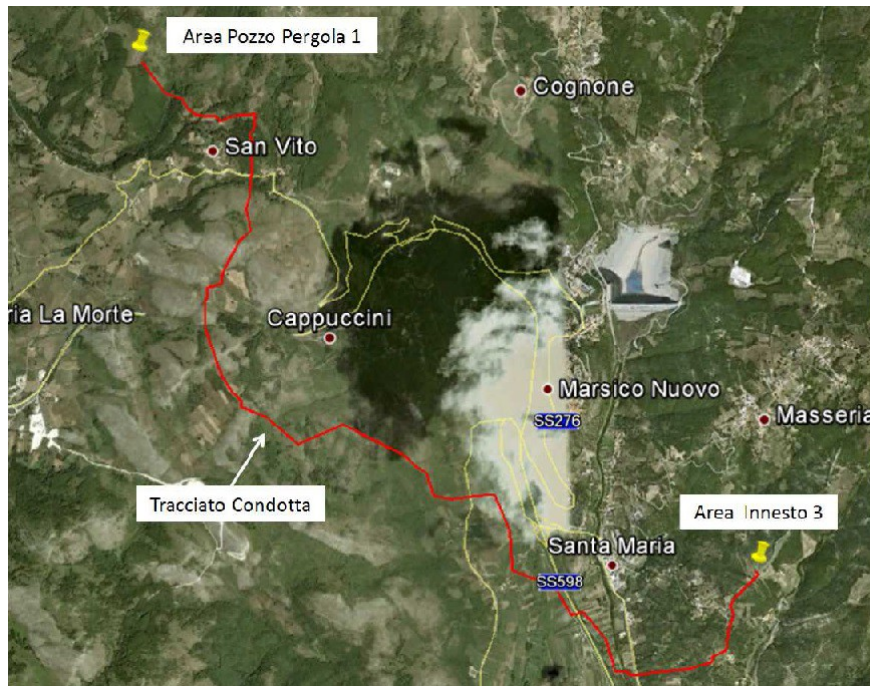 Area Pozzo Pergola 1
Cognone
San Vito
ria La Morte
Cappuccini
Marsico Nuovo
SS276
Masseria
Tracciato Condotta
Area Innesto 3
Santa Maria
SS598